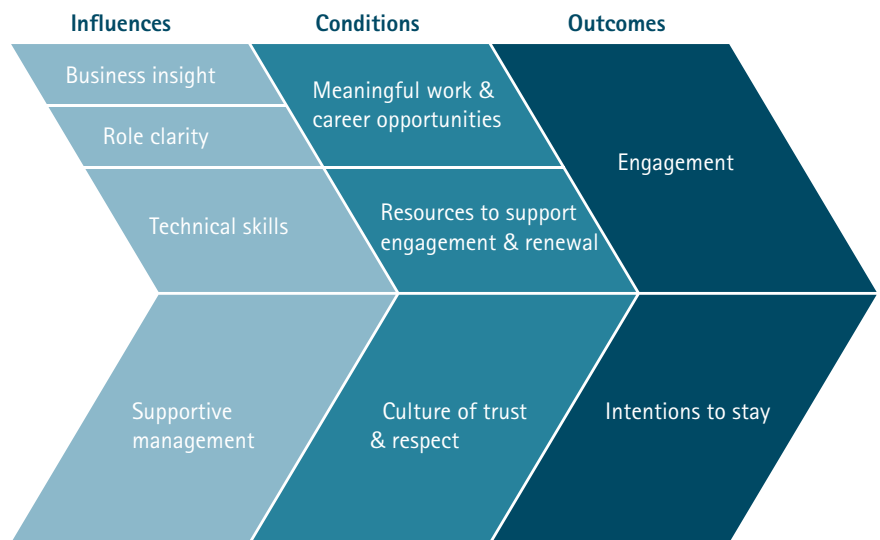 Influences
Conditions
Outcomes
Business insight
Role clarity
Technical skills
Supportive
management
Meaningful work &
career opportunities
Resources to support
engagement & renewal
Culture of trust
& respect
Engagement
Intentions to stay